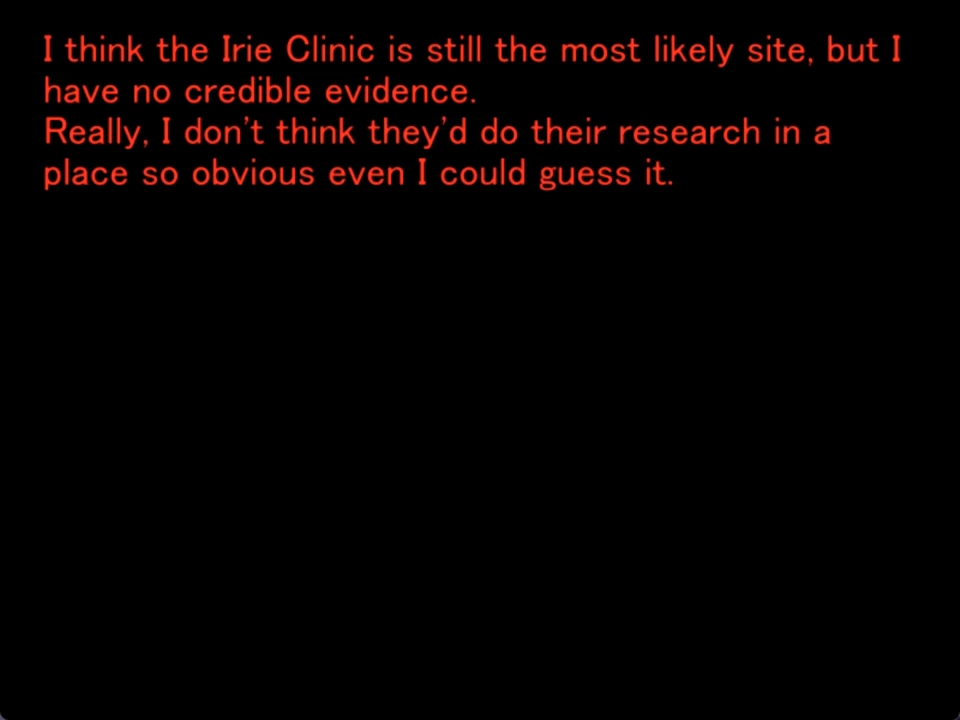 I think the Irie Clinic is still the most likely site, but I
have no credible evidence.
Really, I don't think they'd do their research in a
place so obvious even I could guess it.